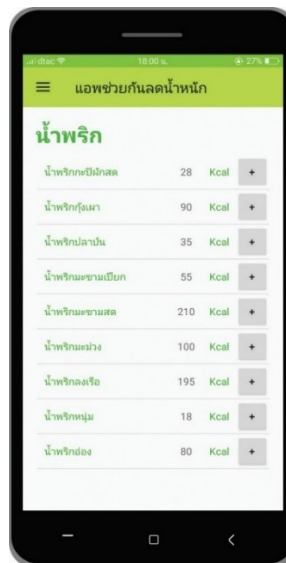 .ıl dtac 18:00 น. 27%
แอพช่วยกันลดน้ำหนัก
น้ำพริก
น้ำพริกกะปิผักสด 28 Kcal +
น้ำพริกกุ้งเผา 90 Kcal +
น้ำพริกปลาป่น 35 Kcal +
น้ำพริกมะขามเปียก 55 Kcal +
น้ำพริกมะขามสด 210 Kcal +
น้ำพริกมะม่วง 100 Kcal +
น้ำพริกลงเรือ 195 Kcal +
น้ำพริกหนุ่ม 18 Kcal +
น้ำพริกอ่อง 80 Kcal +